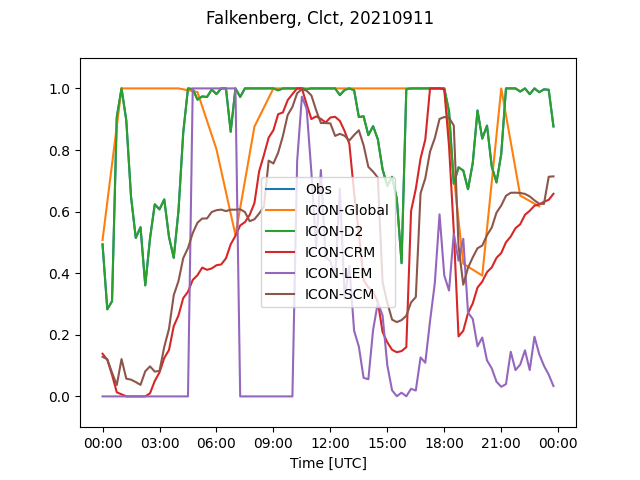 Falkenberg, Clct, 20210911
1.0
0.8
0.6
0.4
0.2
0.0
Obs
ICON-Global
ICON-D2
ICON-CRM
ICON-LEM
ICON-SCM
00:00 03:00 06:00 09:00 12:00 15:00 18:00 21:00 00:00
Time [UTC]